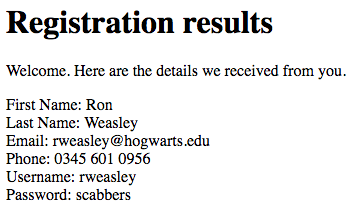 Registration results
Welcome. Here are the details we received from you.
First Name: Ron
Last Name: Weasley
Email: rweasley@hogwarts.edu
Phone: 0345 601 0956
Username: rweasley
Password: scabbers